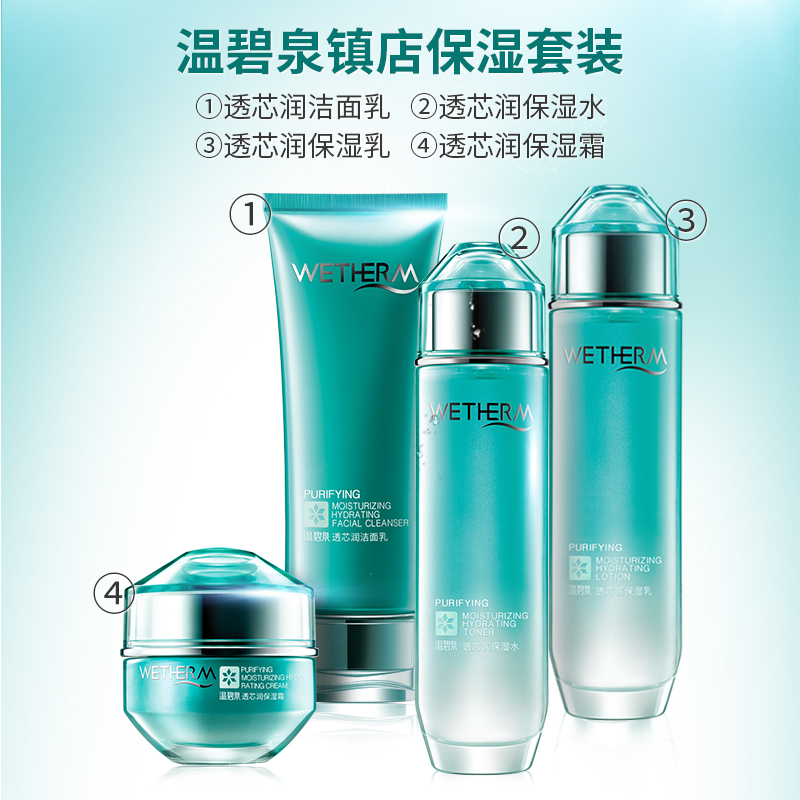 温碧泉镇店保湿套装
①透芯润洁面乳 ②透芯润保湿水
③透芯润保湿乳 ④透芯润保湿霜
①
WETHERM
PURIFYING
MOISTURIZING
HYDRATING
FACIAL CLEANSER
温碧泉 透芯润洁面乳
②
WETHERM
PURIFYING
MOISTURIZING
HYDRATING
TONER
温碧泉 透芯润保湿水
③
WETHERM
PURIFYING
MOISTURIZING
HYDRATING
LOTION
温碧泉 透芯润保湿乳
④
WETHERM
PURIFYING
MOISTURIZING HYD
RATING CREAM
温碧泉 透芯润保湿霜